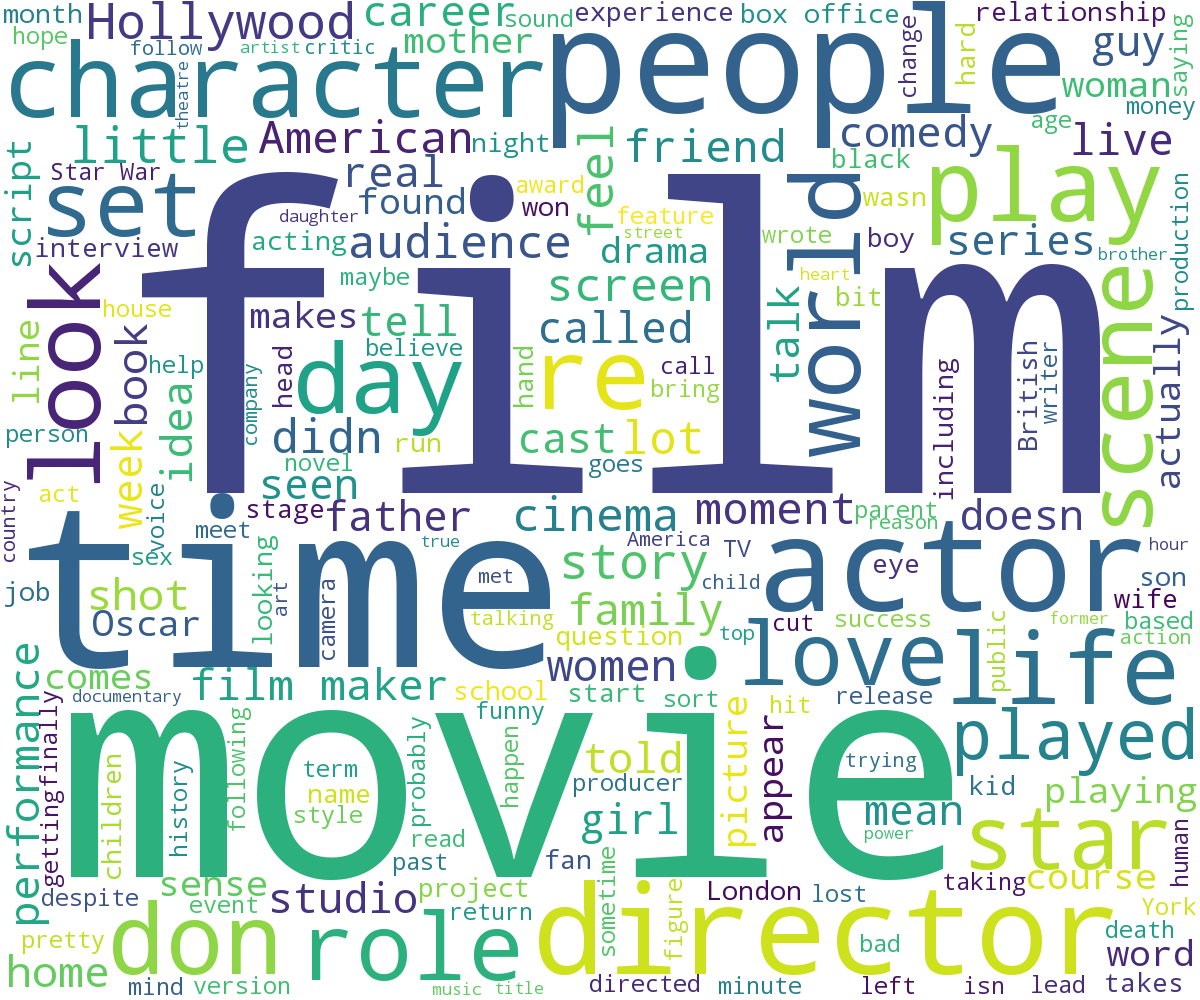 month
Hollywood
career
sound
experience
box office
relationship
hope
follow
artist
critic
mother
change
hard
guy
saying
character
theatre
people
woman
money
little
American
night
feel
friend
comedy
age
live
script
Star War
real
black
set
daughter
found
award
won
feature
street
world
wasn
play
production
interview
acting
audience
drama
wrote
boy
series
brother
look
film
maybe
screen
talk
heart
bit
scene
house
makes
tell
called
actually
line
book
help
believe
head
day
hand
re
call
bring
including
British
writer
company
idea
person
week
didn
run
cast
lot
novel
goes
country
act
voice
seen
stage
father
cinema
moment
parent
reason
doesn
time
meet
true
America
TV
actor
hour
sex
looking
story
met
child
eye
son
job
shot
art
camera
family
wife
Oscar
talking
question
top
cut
success
public
former
based
action
performance
comes
women
love
life
documentary
film maker
school
start
sort
release
getting
finally
funny
picture
hit
movie
following
probably
happen
told
appear
played
children
history
term
name
style
producer
trying
kid
playing
read
girl
mean
power
star
human
past
fan
despite
sense
studio
project
sometime
figure
London
lost
taking
course
event
return
York
pretty
don
role
director
bad
death
home
word
mind
version
music
title
directed
minute
left
isn
lead
takes